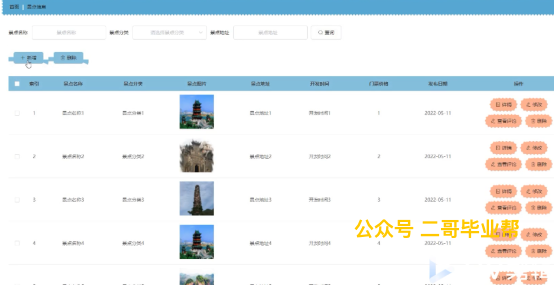 首页 | 景点信息
景点名称 景点名称 景点分类 请选择景点分类 景点地址 景点地址 查询
+ 新增 删除
索引 景点名称 景点分类 景点图片 景点地址 开放时间 门票价格 发布日期 操作
1 景点名称1 景点分类1 景点地址1 开放时间1 1 2022-05-11 详情 修改
查看评论 删除
2 景点名称2 景点分类2 景点地址2 开放时间2 2 2022-05-11 详情 修改
查看评论 删除
3 景点名称3 景点分类3 景点地址3 开放时间3 3 2022-05-11 详情 修改
查看评论 删除
公众号 二哥毕业帮
4 景点名称4 景点分类4 景点地址4 开放时间4 4 2022-05-11 详情 修改
查看评论 删除